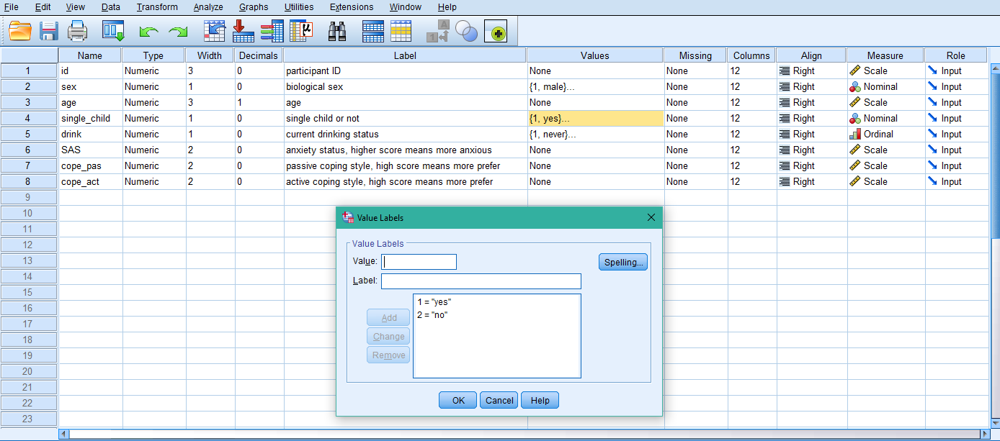 File Edit View Data Transform Analyze Graphs Utilities Extensions Window Help
A
1 4
μ
Name Type Width Decimals Label Values Missing Columns Align Measure Role
1 id Numeric 3 0 participant ID None None 12 Right Scale Input
2 sex Numeric 1 0 biological sex {1, male}... None 12 Right Nominal Input
3 age Numeric 3 1 age None None 12 Right Scale Input
4 single_child Numeric 1 0 single child or not {1, yes}... None 12 Right Nominal Input
5 drink Numeric 1 0 current drinking status {1, never}... None 12 Right Ordinal Input
6 SAS Numeric 2 0 anxiety status, higher score means more anxious None None 12 Right Scale Input
7 cope_pas Numeric 2 0 passive coping style, high score means more prefer None None 12 Right Scale Input
8 cope_act Numeric 2 0 active coping style, high score means more prefer None None 12 Right Scale Input
9
10
11
12
13
14
15
16
17
18
19
20
21
22
23
Value Labels
Value Labels
Value:
Spelling...
Label:
1 = "yes"
2 = "no"
Add
Change
Remove
OK Cancel Help